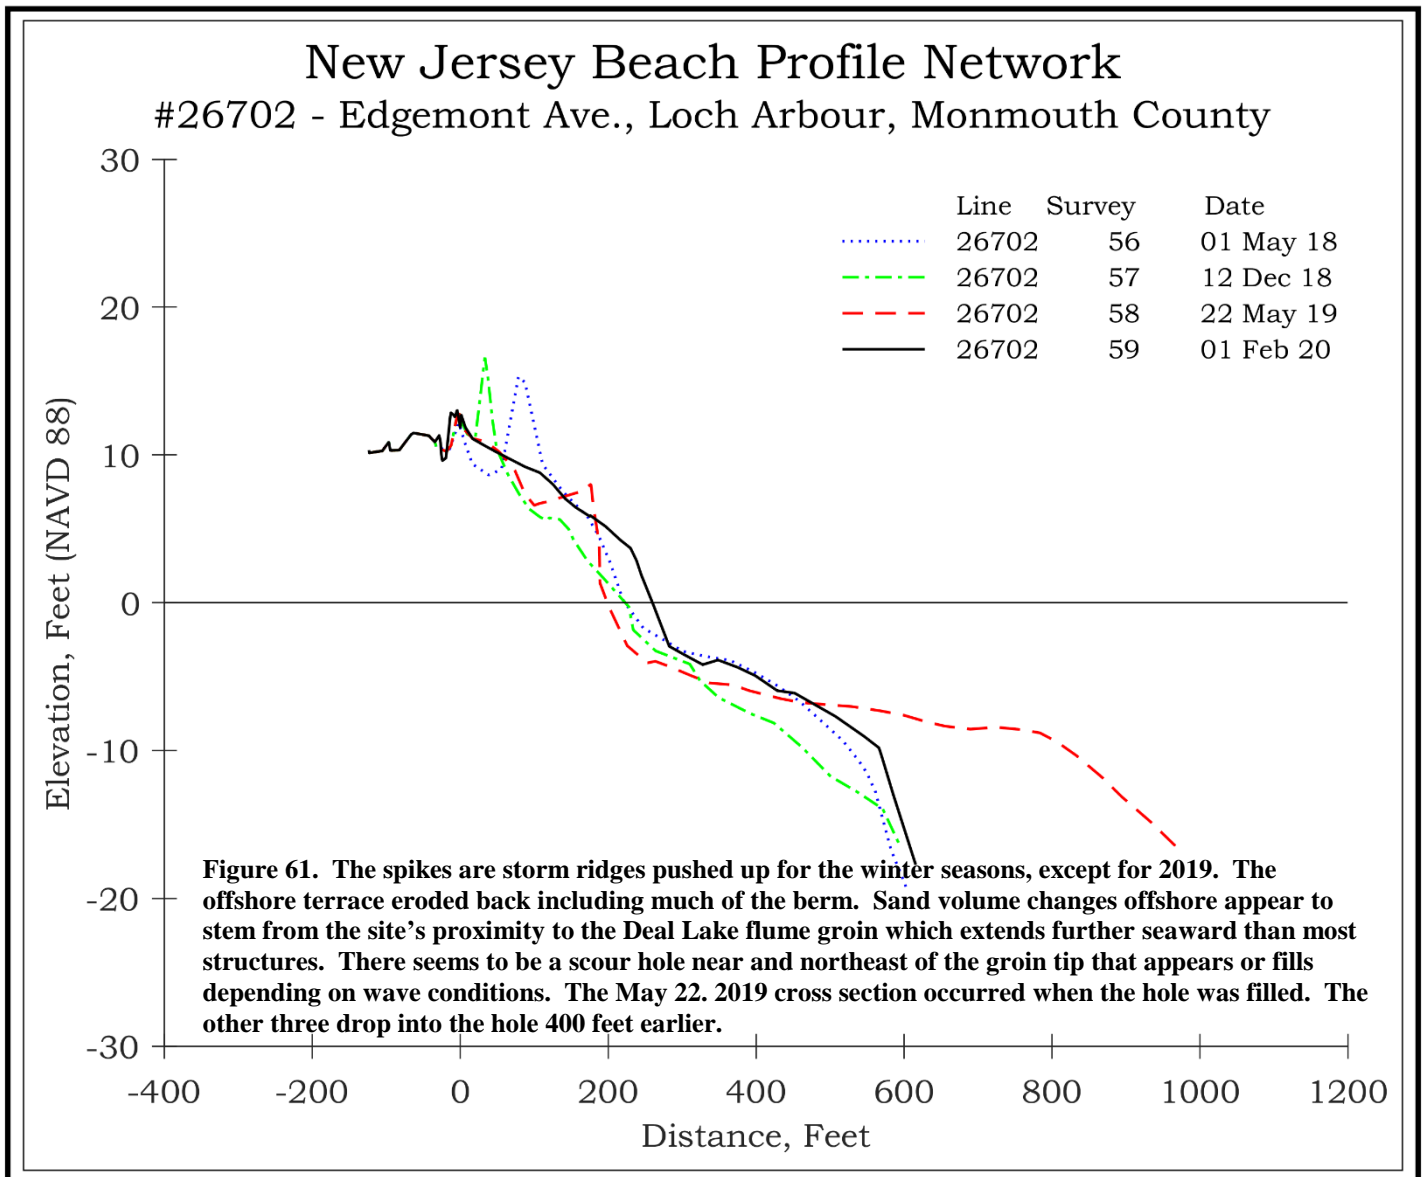 New Jersey Beach Profile Network
#26702 - Edgemont Ave., Loch Arbour, Monmouth County
30
20
10
0
-10
-20
-30
Elevation, Feet (NAVD 88)
Line Survey Date
26702 56 01 May 18
26702 57 12 Dec 18
26702 58 22 May 19
26702 59 01 Feb 20
Figure 61. The spikes are storm ridges pushed up for the winter seasons, except for 2019. The
offshore terrace eroded back including much of the berm. Sand volume changes offshore appear to
stem from the site's proximity to the Deal Lake flume groin which extends further seaward than most
structures. There seems to be a scour hole near and northeast of the groin tip that appears or fills
depending on wave conditions. The May 22. 2019 cross section occurred when the hole was filled. The
other three drop into the hole 400 feet earlier.
-400 -200 0 200 400 600 800 1000 1200
Distance, Feet